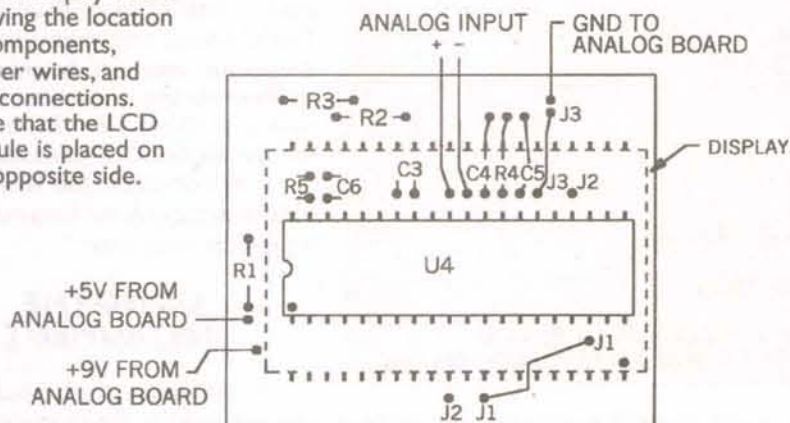 ving the location
omponents,
er wires, and
connections.
e that the LCD
ule is placed on
opposite side.
ANALOG INPUT
+ -
GND TO
ANALOG BOARD
R3
R2
J3
DISPLAY
R5
C6
C3
C4
R4
C5
J3
J2
R1
U4
+5V FROM
ANALOG BOARD
+9V FROM
ANALOG BOARD
J1
J2
J1